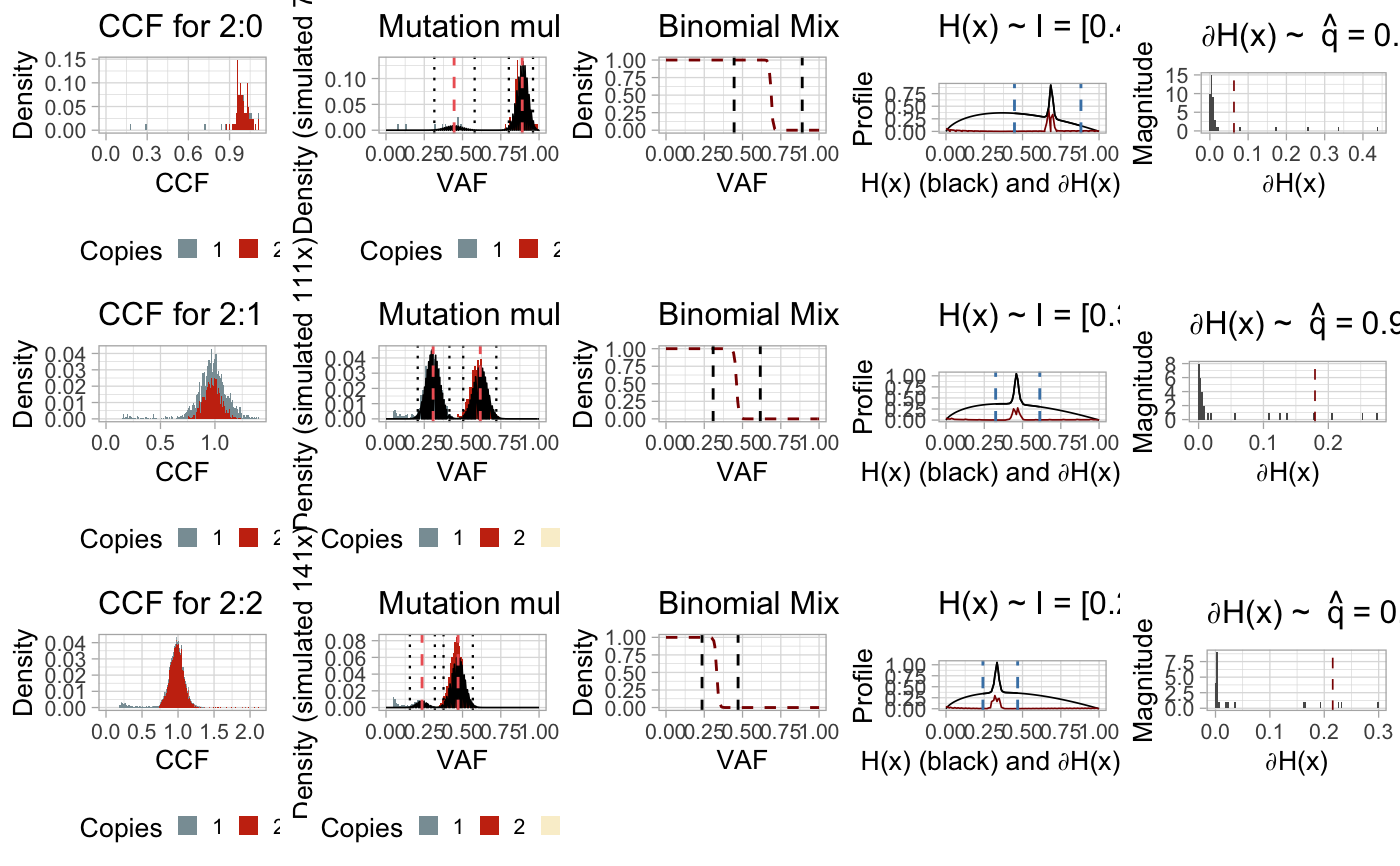 CCF for 2:0
Density
0.15
0.10
0.05
0.00
0.0 0.3 0.6 0.9
CCF
Copies 1 2
Mutation mul
Density (simulated 7
0.10
0.05
0.00
0.00 0.25 0.50 0.75 1.00
VAF
Copies 1 2
Binomial Mix
Density
1.00
0.75
0.50
0.25
0.00
0.00 0.25 0.50 0.75 1.00
VAF
H(x) ~ I = [0.4
Profile
0.75
0.50
0.25
0.00
0.00 0.25 0.50 0.75 1.00
H(x) (black) and ∂H(x)
∂H(x) ~ q̂ = 0.
Magnitude
15
10
5
0
0.0 0.1 0.2 0.3 0.4
∂H(x)
CCF for 2:1
Density
0.04
0.03
0.02
0.01
0.00
0.0 0.5 1.0
CCF
Copies 1 2
Mutation mul
Density (simulated 111x)
0.04
0.03
0.02
0.01
0.00
0.00 0.25 0.50 0.75 1.00
VAF
Copies 1 2
Binomial Mix
Density
1.00
0.75
0.50
0.25
0.00
0.00 0.25 0.50 0.75 1.00
VAF
H(x) ~ I = [0.3
Profile
1.00
0.75
0.50
0.25
0.00
0.00 0.25 0.50 0.75 1.00
H(x) (black) and ∂H(x)
∂H(x) ~ q̂ = 0.9
Magnitude
8
6
4
2
0
0.0 0.1 0.2
∂H(x)
CCF for 2:2
Density
0.04
0.03
0.02
0.01
0.00
0.0 0.5 1.0 1.5 2.0
CCF
Copies 1 2
Mutation mul
Density (simulated 141x)
0.08
0.06
0.04
0.02
0.00
0.00 0.25 0.50 0.75 1.00
VAF
Copies 1 2
Binomial Mix
Density
1.00
0.75
0.50
0.25
0.00
0.00 0.25 0.50 0.75 1.00
VAF
H(x) ~ I = [0.2
Profile
1.00
0.75
0.50
0.25
0.00
0.00 0.25 0.50 0.75 1.00
H(x) (black) and ∂H(x)
∂H(x) ~ q̂ = 0
Magnitude
7.5
5.0
2.5
0.0
0.0 0.1 0.2 0.3
∂H(x)